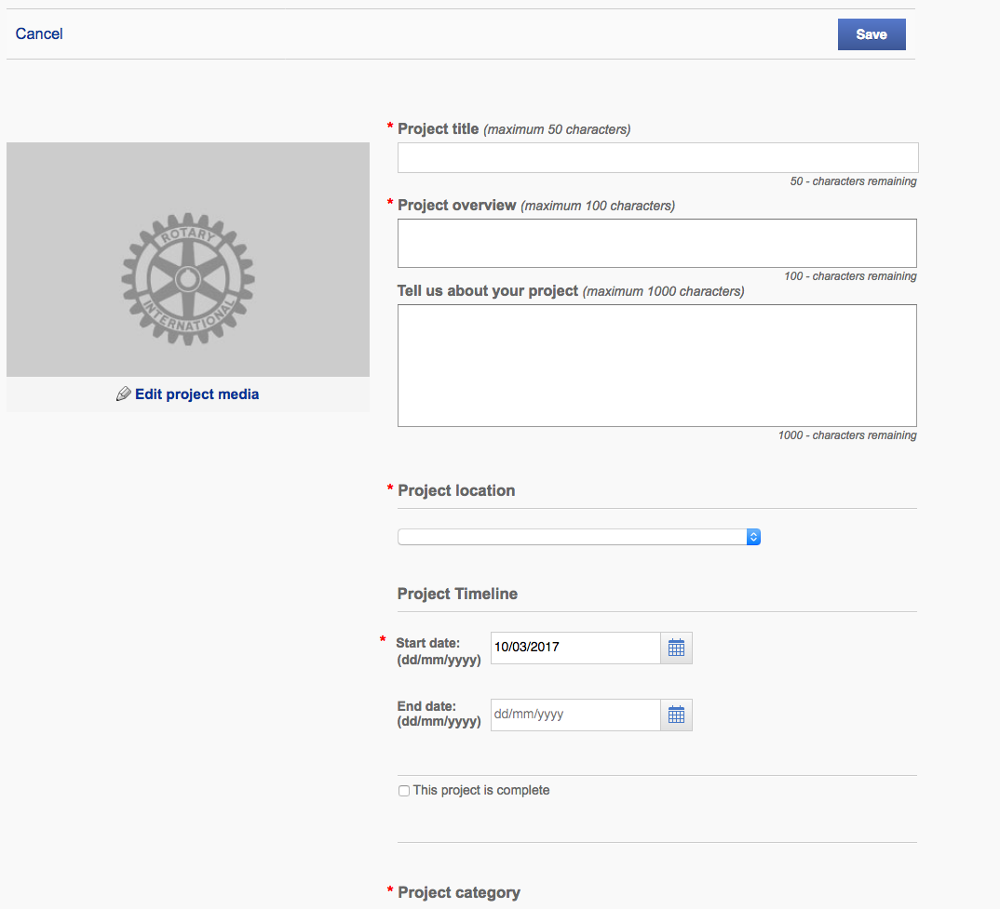 Cancel
Save
* Project title (maximum 50 characters)
50 - characters remaining
* Project overview (maximum 100 characters)
100 - characters remaining
Tell us about your project (maximum 1000 characters)
1000 - characters remaining
ROTARY
INTERNATIONAL
Edit project media
* Project location
Project Timeline
* Start date:
(dd/mm/yyyy)
10/03/2017
End date:
(dd/mm/yyyy)
dd/mm/yyyy
This project is complete
* Project category